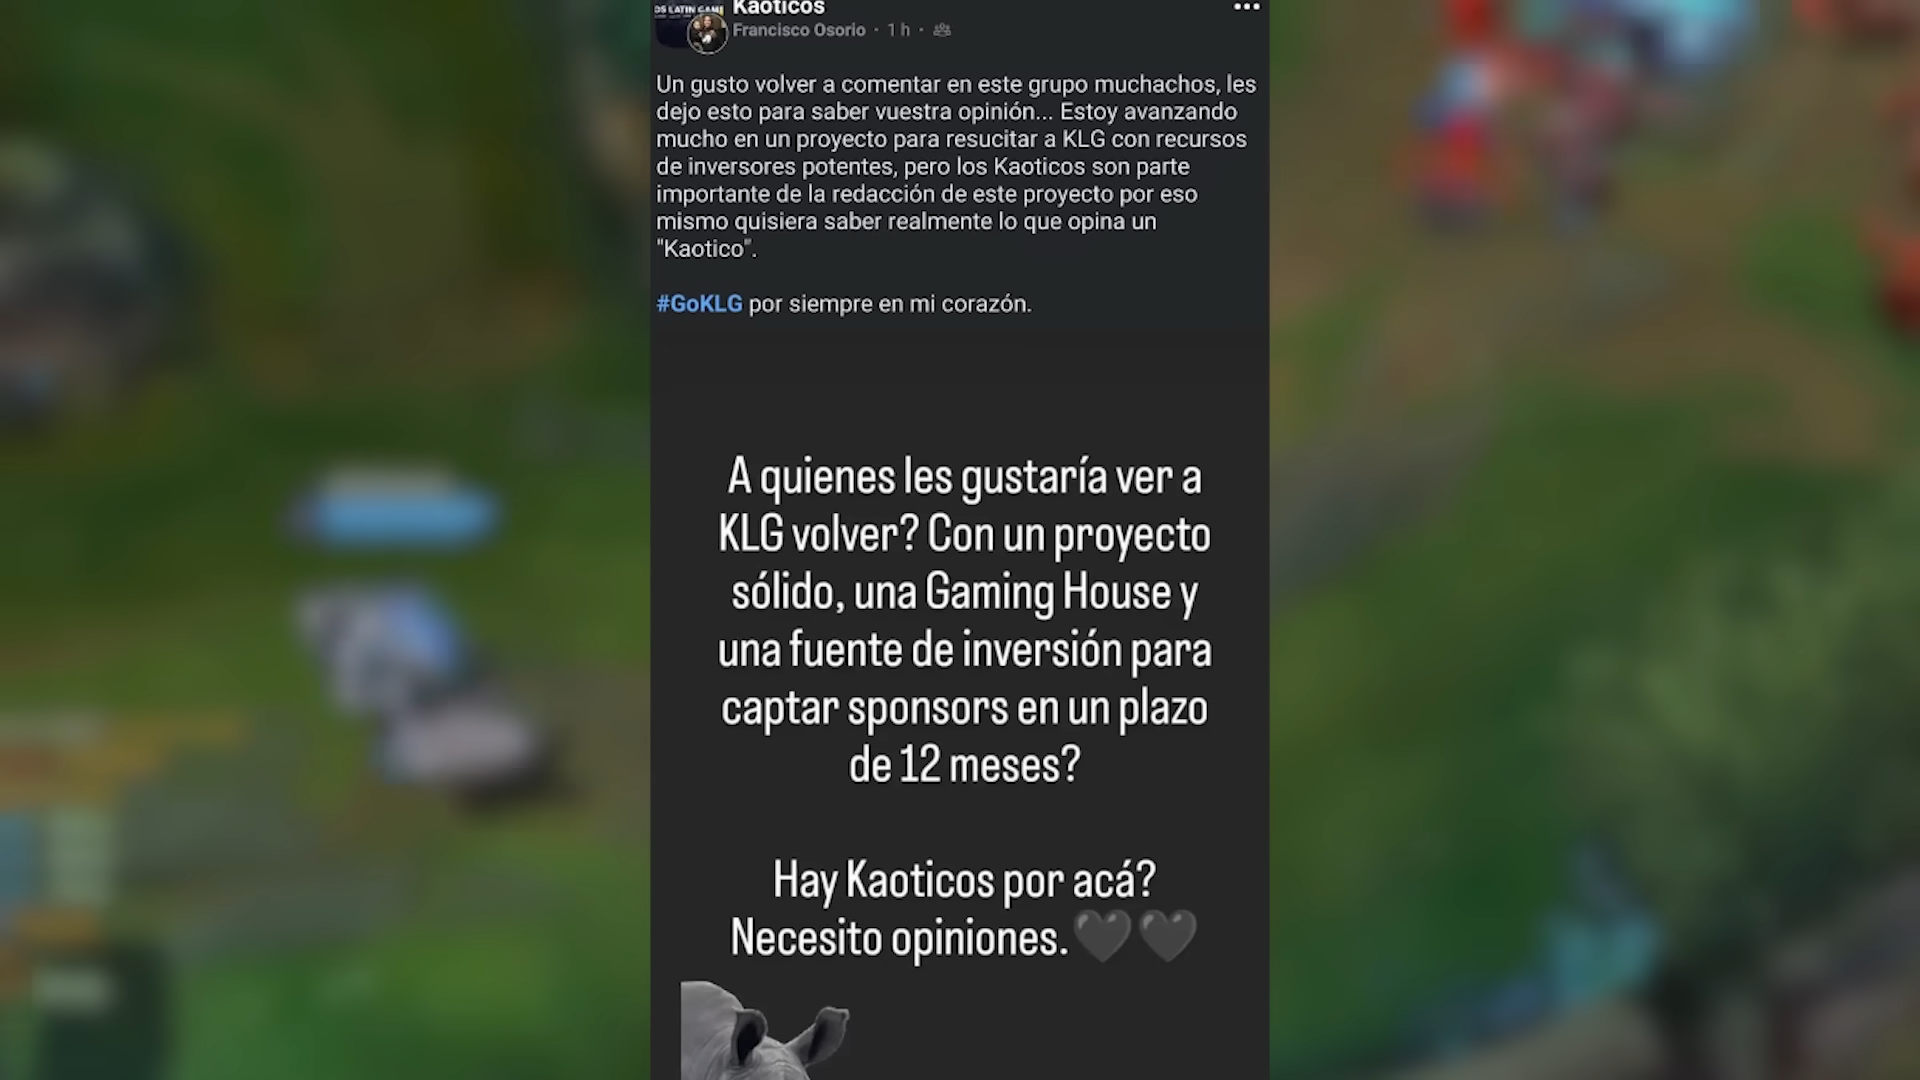 OS LATIN GAMI
Kaoticos
Francisco Osorio · 1 h ·
Un gusto volver a comentar en este grupo muchachos, les
dejo esto para saber vuestra opinión... Estoy avanzando
mucho en un proyecto para resucitar a KLG con recursos
de inversores potentes, pero los Kaoticos son parte
importante de la redacción de este proyecto por eso
mismo quisiera saber realmente lo que opina un
"Kaotico".
#GoKLG por siempre en mi corazón.
A quienes les gustaría ver a
KLG volver? Con un proyecto
sólido, una Gaming House y
una fuente de inversión para
captar sponsors en un plazo
de 12 meses?
Hay Kaoticos por acá?
Necesito opiniones.🖤🖤